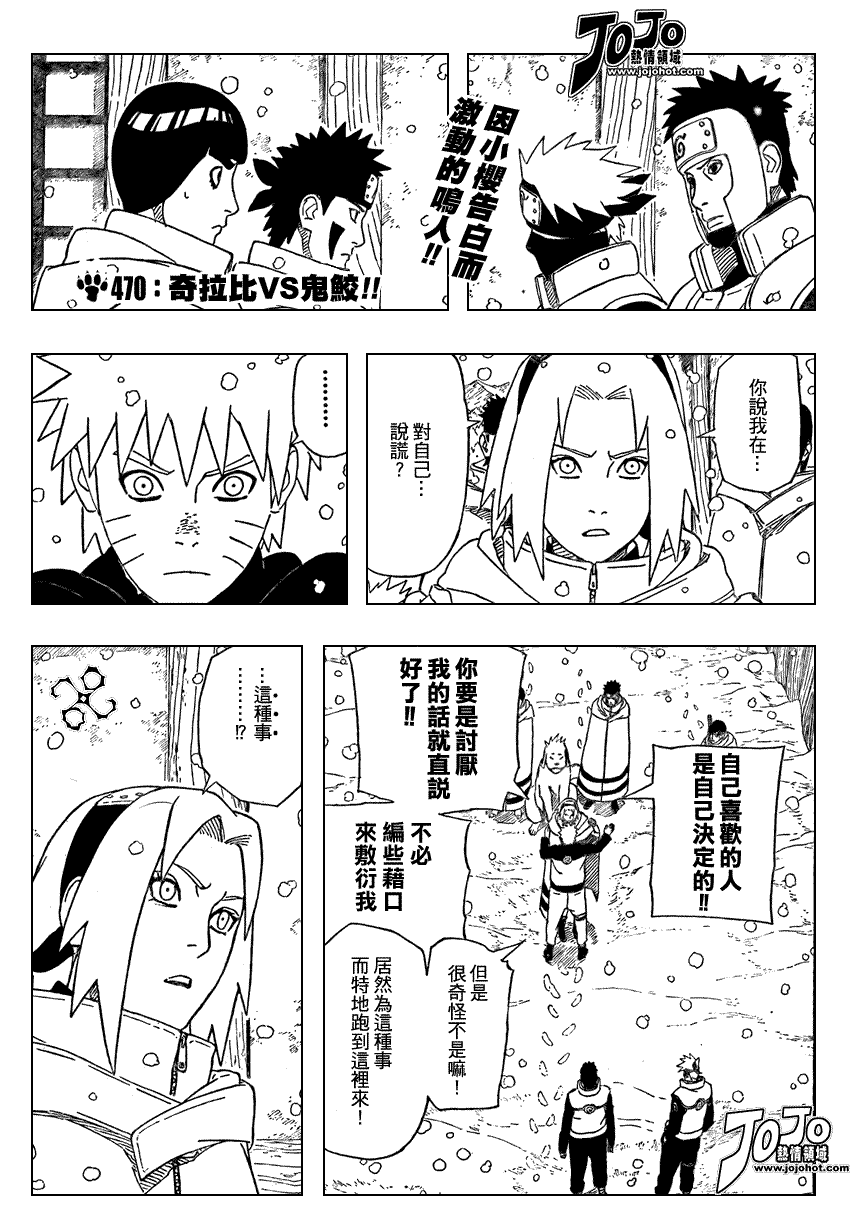 JOJO
熱情領域
www.jojohot.com
因小櫻告白而
激動的鳴人!!
470:奇拉比VS鬼鮫!!
你說我在…
對自己…
說謊?
………
自己喜歡的人
是自己決定的!!
你要是討厭
我的話就直説
好了!!
不必
編些藉口
來敷衍我
但是
很奇怪不是嘛!
居然為這種事
而特地跑到這裡來!
…這種事
………!?
JOJO
熱情領域
www.jojohot.com